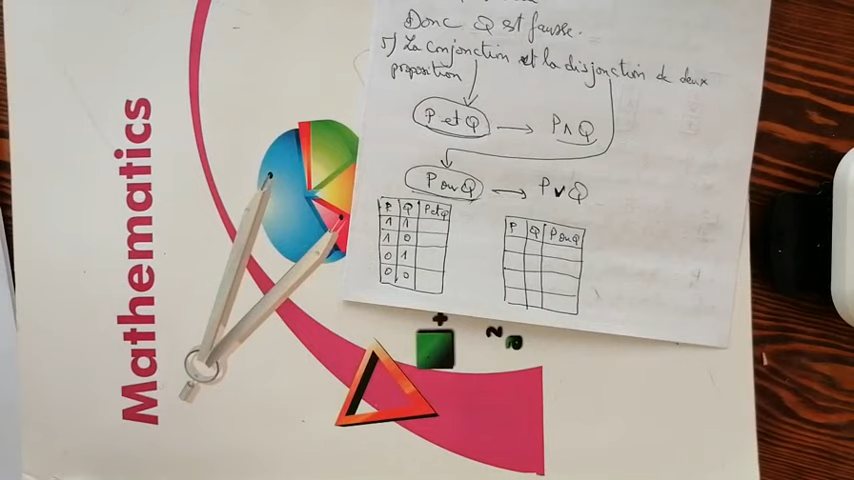 Donc Q est fausse.
5) La conjonction et la disjonction de deux
proposition
P et Q → P∧Q
P ou Q → P∨Q
P Q P et Q
1 1
1 0
0 1
0 0
P Q P ou Q
Mathematics